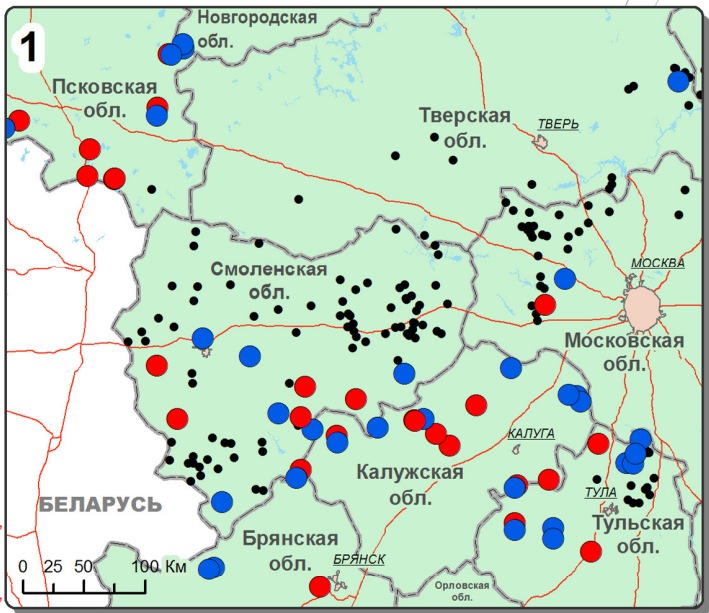 1
Новгородская
обл.
Псковская
обл.
Тверская
обл.
ТВЕРЬ
Смоленская
обл.
МОСКВА
Московская
обл.
КАЛУГА
Калужская
обл.
ТУЛА
Тульская
обл.
БЕЛАРУСЬ
Брянская
обл.
БРЯНСК
Орловская
обл.
0 25 50 100 Км